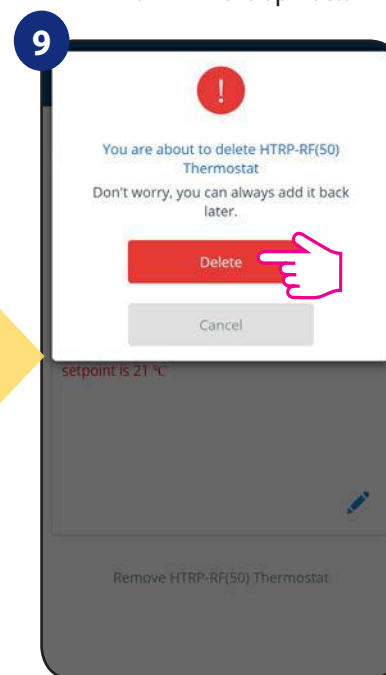 9
!
You are about to delete HTRP-RF(50)
Thermostat
Don't worry, you can always add it back
later.
Delete
Cancel
setpoint is 21 °C
Remove HTRP-RF(50) Thermostat